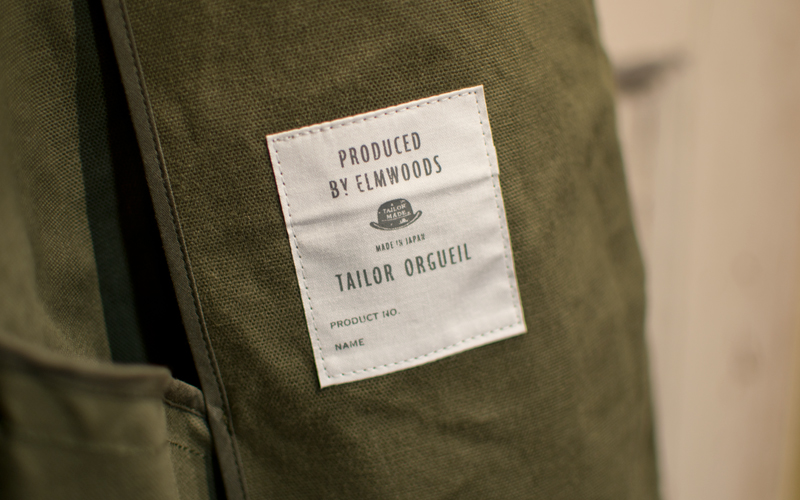 PRODUCED
BY ELMWOODS
TAILOR
MADE
MADE IN JAPAN
TAILOR ORGUEIL
PRODUCT NO.
NAME